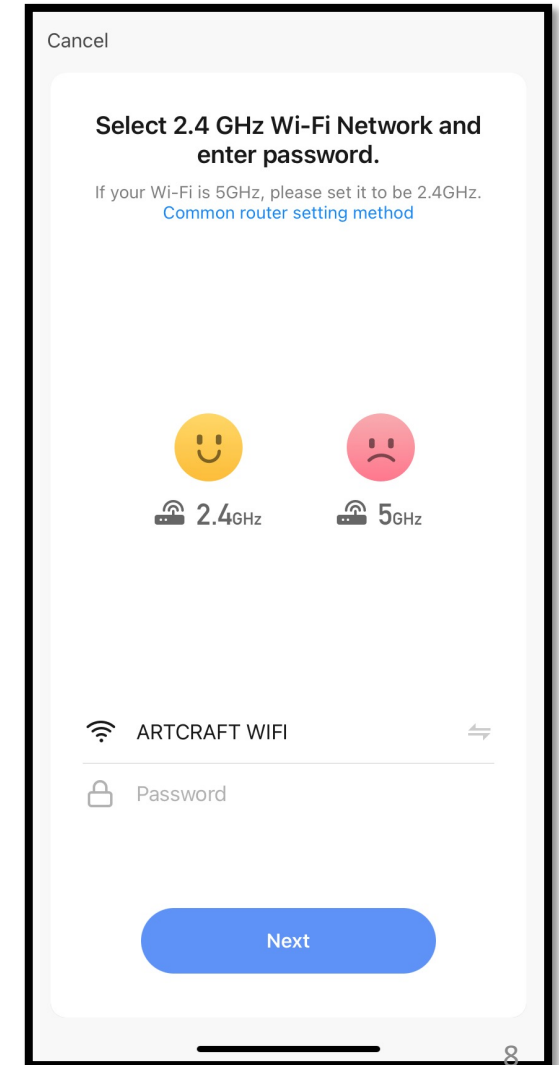 Cancel
Select 2.4 GHz Wi-Fi Network and
enter password.
If your Wi-Fi is 5GHz, please set it to be 2.4GHz.
Common router setting method
2.4GHz 5GHz
ARTCRAFT WIFI
Password
Next
8